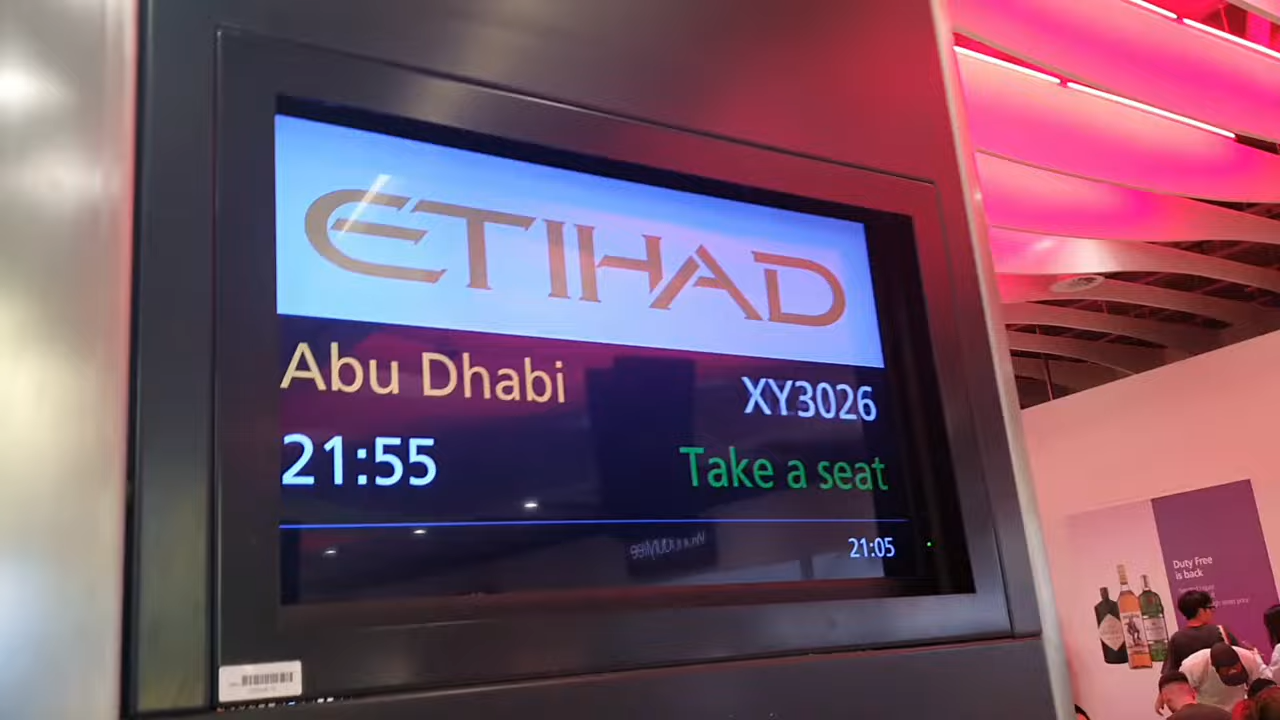 ETIHAD
Abu Dhabi
XY3026
21:55
Take a seat
21:05
Duty Free
is back